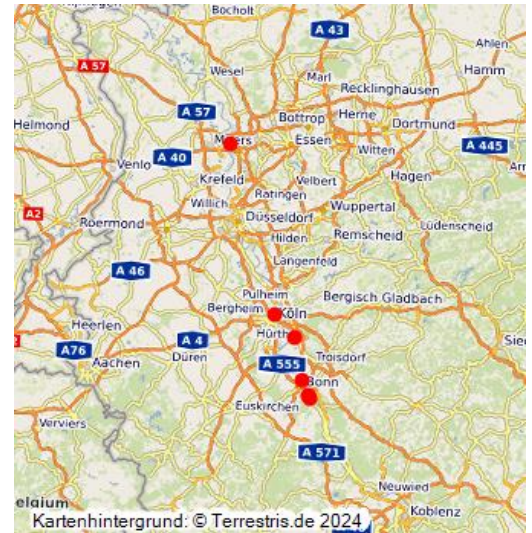 Bocholt
A 43
Ahlen
A 57
Wesel
Marl
Hamm
Recklinghausen
A 57
Bottrop
Herne
Dortmund
Helmond
Essen
Witten
A 445
Venlo
A 40
Krefeld
Velbert
Hagen
Ratingen
A2
Willich
Düsseldorf
Wuppertal
Roermond
Lüdenscheid
Hilden
Remscheid
Langenfeld
A 46
Pulheim
Bergisch Gladbach
Bergheim
Köln
Heerlen
Hürth
A76
Düren
A 4
Troisdorf
Aachen
A 555
Bonn
Euskirchen
Verviers
A 571
Neuwied
Koblenz
Kartenhintergrund: © Terrestris.de 2024